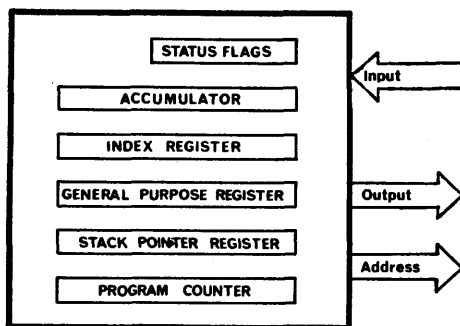 STATUS FLAGS
Input
ACCUMULATOR
INDEX REGISTER
GENERAL PURPOSE REGISTER
Output
STACK POINTER REGISTER
Address
PROGRAM COUNTER